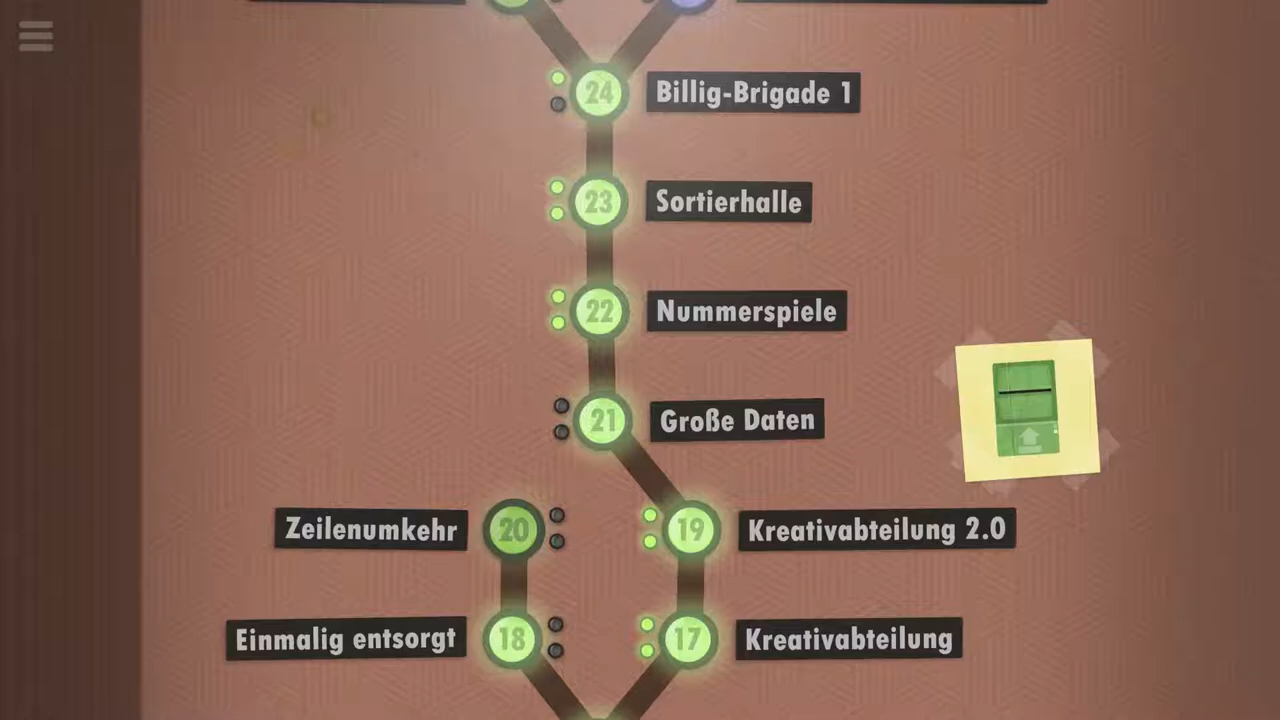 24 Billig-Brigade 1
23 Sortierhalle
22 Nummerspiele
21 Große Daten
Zeilenumkehr 20 19 Kreativabteilung 2.0
Einmalig entsorgt 18 17 Kreativabteilung